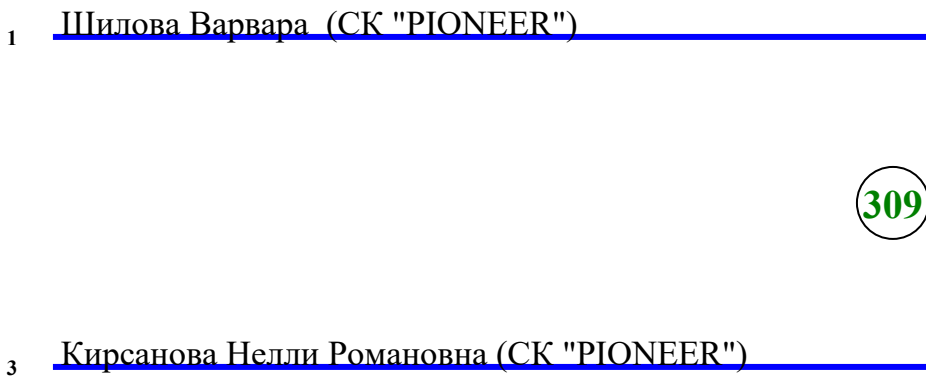 1 Шилова Варвара (СК "PIONEER")
309
3 Кирсанова Нелли Романовна (СК "PIONEER")